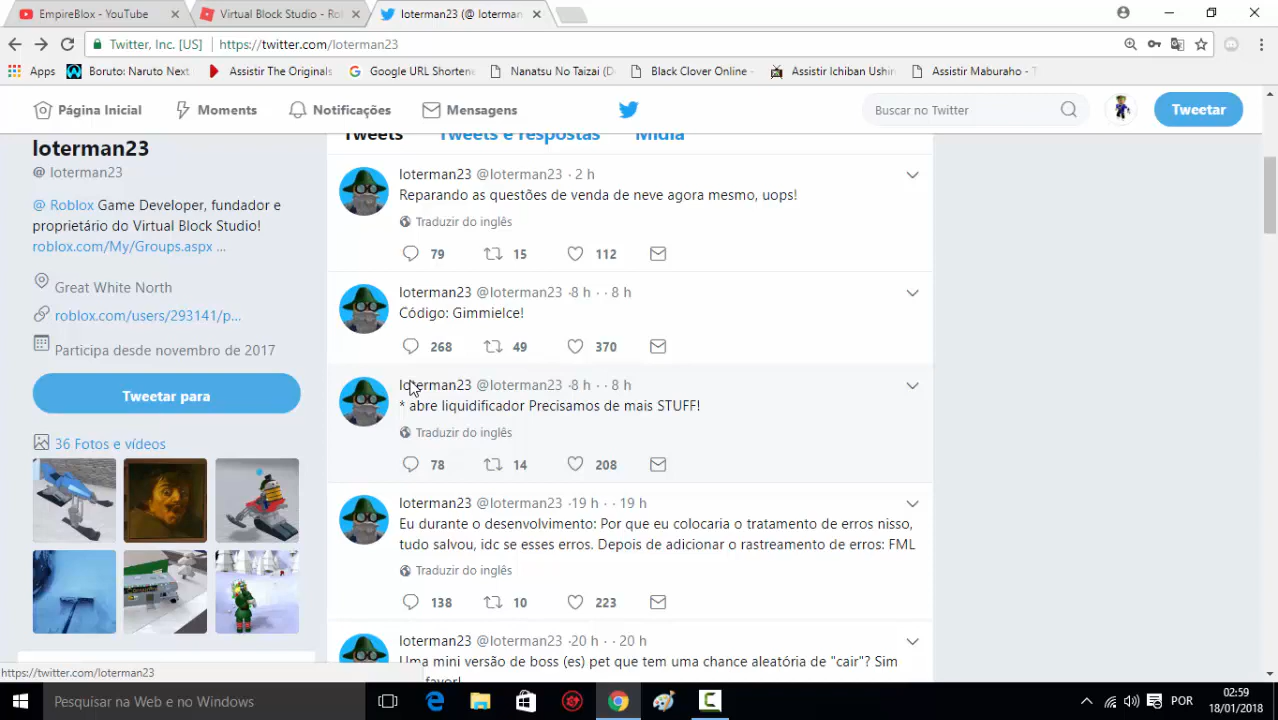 EmpireBlox - YouTube
Virtual Block Studio - Rol
loterman23 (@ loterman
Twitter, Inc. [US]
https://twitter.com/loterman23
Apps
Boruto: Naruto Next
Assistir The Originals
Google URL Shortene
Nanatsu No Taizai (D
Black Clover Online -
Assistir Ichiban Ushir
Assistir Maburaho - T
Página Inicial
Moments
Notificações
Mensagens
Buscar no Twitter
Tweetar
Tweets
Tweets e respostas
Mídia
loterman23
@ loterman23
@ Roblox Game Developer, fundador e
proprietário do Virtual Block Studio!
roblox.com/My/Groups.aspx ...
Great White North
roblox.com/users/293141/p...
Participa desde novembro de 2017
Tweetar para
36 Fotos e vídeos
loterman23 @loterman23 · 2 h
Reparando as questões de venda de neve agora mesmo, uops!
Traduzir do inglês
79 15 112
loterman23 @loterman23 ·8 h · · 8 h
Código: Gimmielce!
268 49 370
loterman23 @loterman23 ·8 h · · 8 h
* abre liquidificador Precisamos de mais STUFF!
Traduzir do inglês
78 14 208
loterman23 @loterman23 ·19 h · · 19 h
Eu durante o desenvolvimento: Por que eu colocaria o tratamento de erros nisso,
tudo salvou, idc se esses erros. Depois de adicionar o rastreamento de erros: FML
Traduzir do inglês
138 10 223
loterman23 @loterman23 ·20 h · · 20 h
Uma mini versão de boss (es) pet que tem uma chance aleatória de "cair"? Sim
favor!
https://twitter.com/loterman23
Pesquisar na Web e no Windows
POR
02:59
18/01/2018